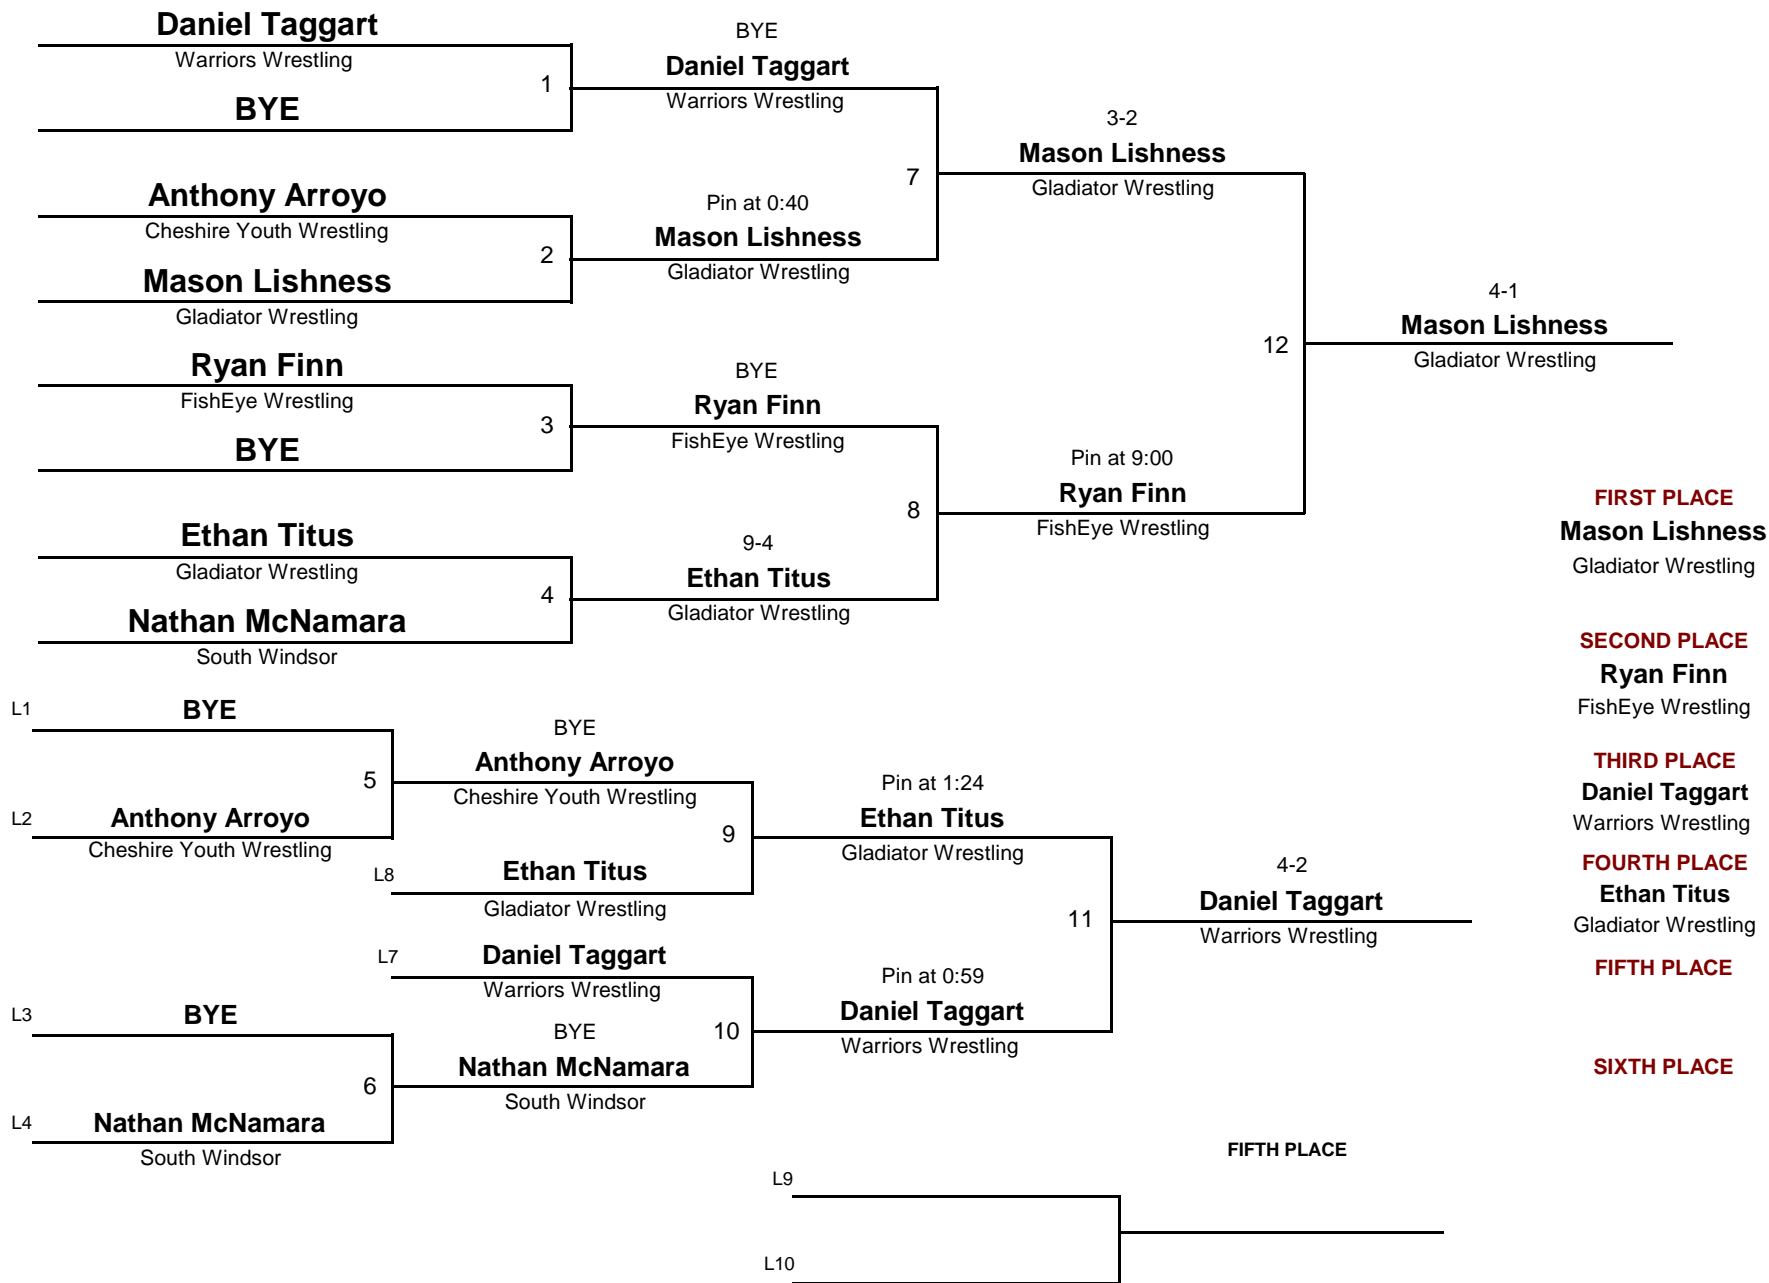 Daniel Taggart
Warriors Wrestling
1
BYE
Anthony Arroyo
Cheshire Youth Wrestling
2
Mason Lishness
Gladiator Wrestling
Ryan Finn
FishEye Wrestling
3
BYE
Ethan Titus
Gladiator Wrestling
4
Nathan McNamara
South Windsor
BYE
Daniel Taggart
Warriors Wrestling
7
Pin at 0:40
Mason Lishness
Gladiator Wrestling
BYE
Ryan Finn
FishEye Wrestling
8
9-4
Ethan Titus
Gladiator Wrestling
3-2
Mason Lishness
Gladiator Wrestling
12
Pin at 9:00
Ryan Finn
FishEye Wrestling
4-1
Mason Lishness
Gladiator Wrestling
L1 BYE
5
L2 Anthony Arroyo
Cheshire Youth Wrestling
L3 BYE
6
L4 Nathan McNamara
South Windsor
BYE
Anthony Arroyo
Cheshire Youth Wrestling
9
L8 Ethan Titus
Gladiator Wrestling
L7 Daniel Taggart
Warriors Wrestling
10
BYE
Nathan McNamara
South Windsor
Pin at 1:24
Ethan Titus
Gladiator Wrestling
11
Pin at 0:59
Daniel Taggart
Warriors Wrestling
4-2
Daniel Taggart
Warriors Wrestling
FIFTH PLACE
L9
L10
FIRST PLACE
Mason Lishness
Gladiator Wrestling
SECOND PLACE
Ryan Finn
FishEye Wrestling
THIRD PLACE
Daniel Taggart
Warriors Wrestling
FOURTH PLACE
Ethan Titus
Gladiator Wrestling
FIFTH PLACE
SIXTH PLACE